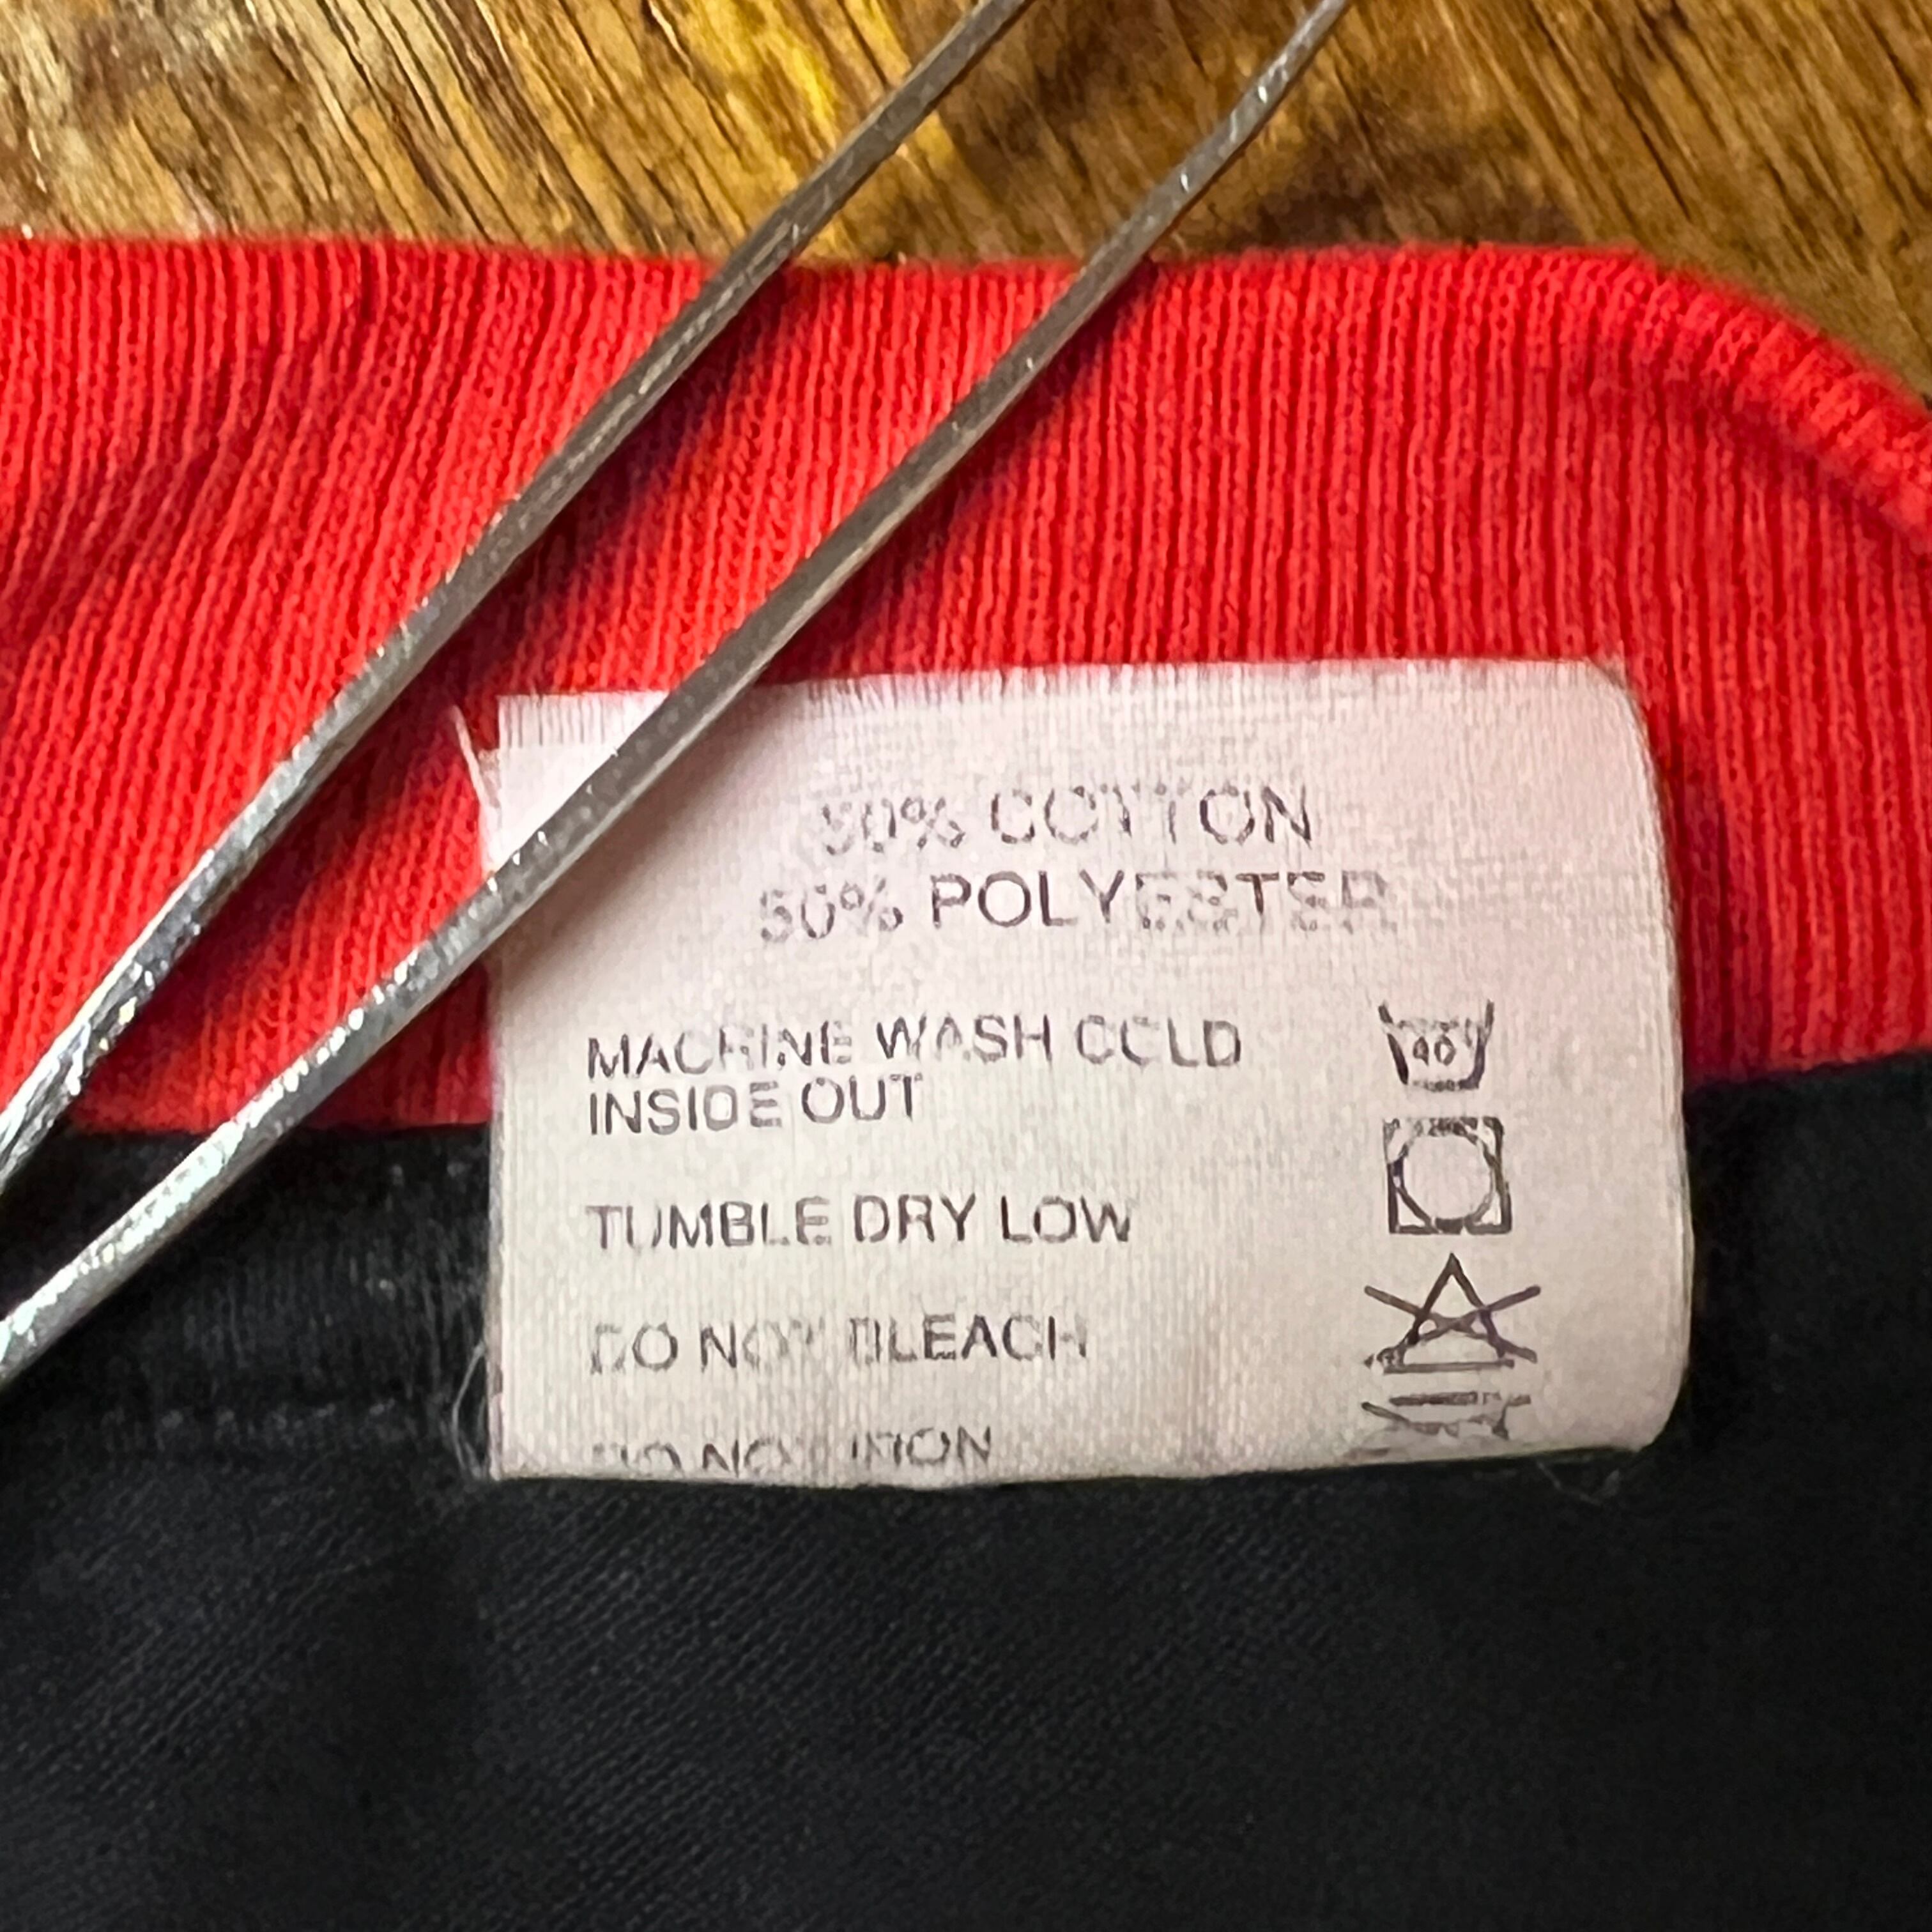 50% COTTON
50% POLYESTER
MACHINE WASH COLD
INSIDE OUT
40
TUMBLE DRY LOW
DO NOT BLEACH
DO NOT IRON